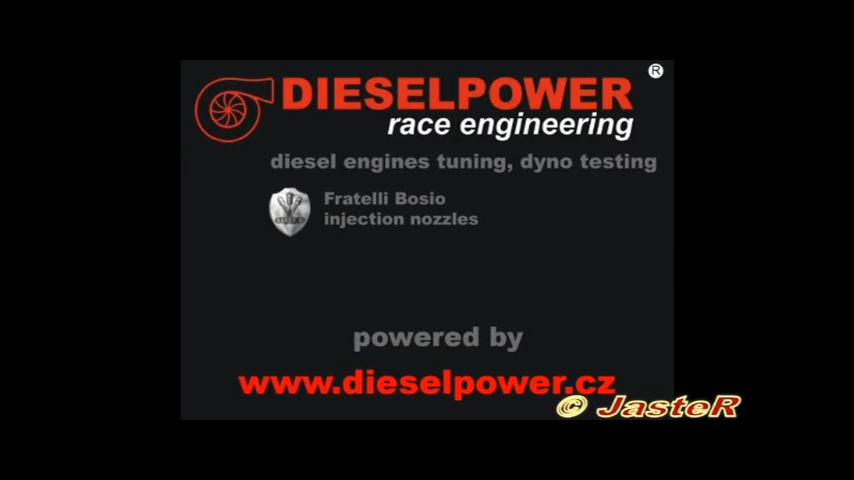 ®
DIESELPOWER
race engineering
diesel engines tuning, dyno testing
Fratelli Bosio
injection nozzles
powered by
www.dieselpower.cz
© JasteR